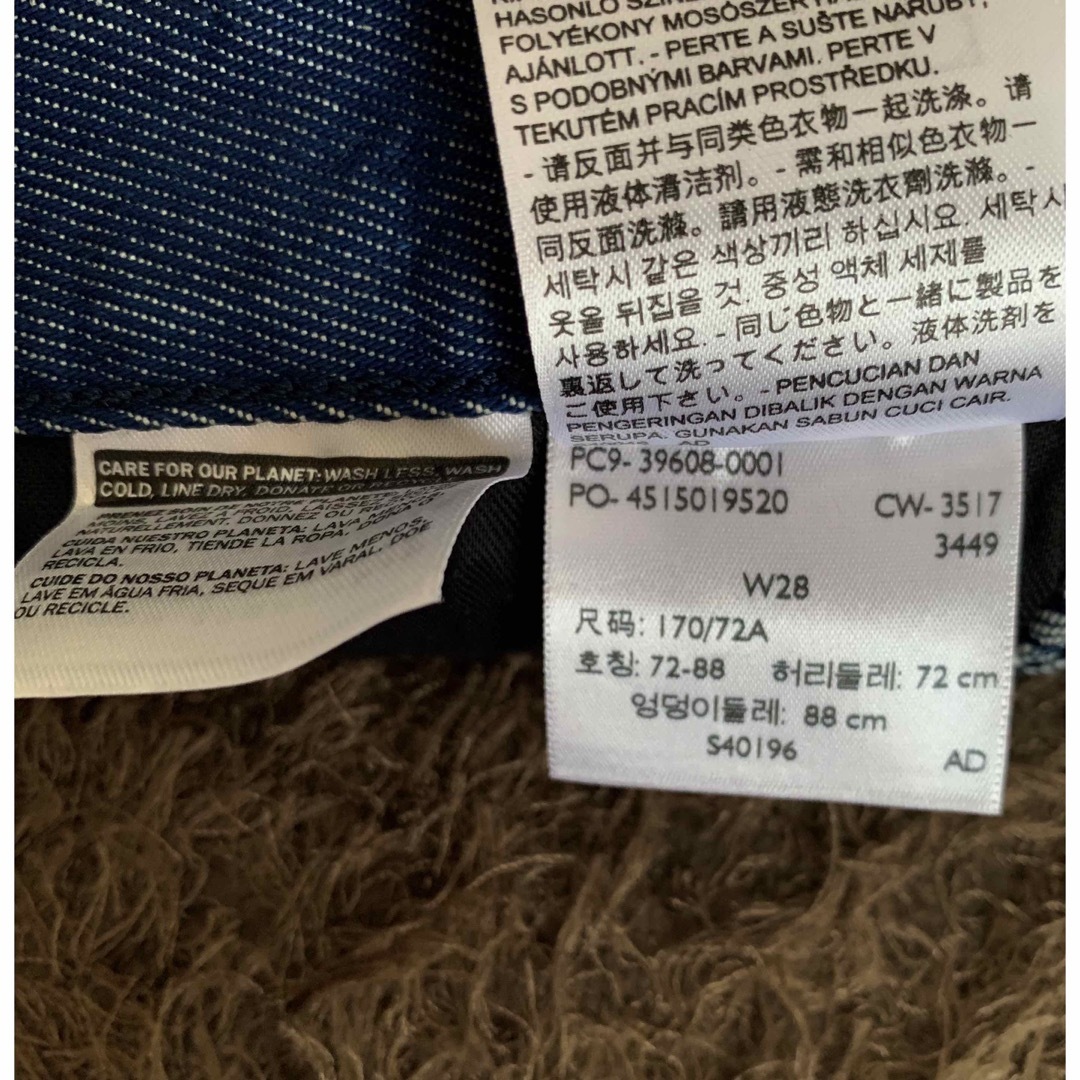 HASONLÓ
FOLYÉKONY
AJÁNLOTT. - PERTE A SUŠTE NARUBY,
S PODOBNÝMI BARVAMI. PERTE V
TEKUTÉM PRACÍM PROSTŘEDKU.
- 请反面并与同类色衣物一起洗涤。请
使用液体清洁剂。- 需和相似色衣物一
同反面洗滌。請用液態洗衣劑洗滌。-
세탁시 같은 색상끼리 하십시요. 세탁시
옷을 뒤집을 것. 중성 액체 세제를
사용하세요. - 同じ色物と一緒に製品を
裏返して洗ってください。液体洗剤を
ご使用下さい。- PENCUCIAN DAN
PENGERINGAN DIBALIK DENGAN WARNA
SERUPA. GUNAKAN SABUN CUCI CAIR.
CARE FOR OUR PLANET: WASH LESS, WASH
COLD, LINE DRY, DONATE OR
MOINS, LAVEZ À FROID, LAISSEZ
NATURELLEMENT, DONNEZ OU
CUIDA NUESTRO PLANETA: LAVA
LAVA EN FRIO, TIENDE LA ROPA, DONA O
RECICLA.
CUIDE DO NOSSO PLANETA: LAVE MENOS,
LAVE EM ÁGUA FRIA, SEQUE EM VARAL, DOE
OU RECICLE.
PC9- 39608-0001
PO- 4515019520 CW- 3517
3449
W28
尺码: 170/72A
호칭: 72-88 허리둘레: 72 cm
엉덩이둘레: 88 cm
S40196
AD